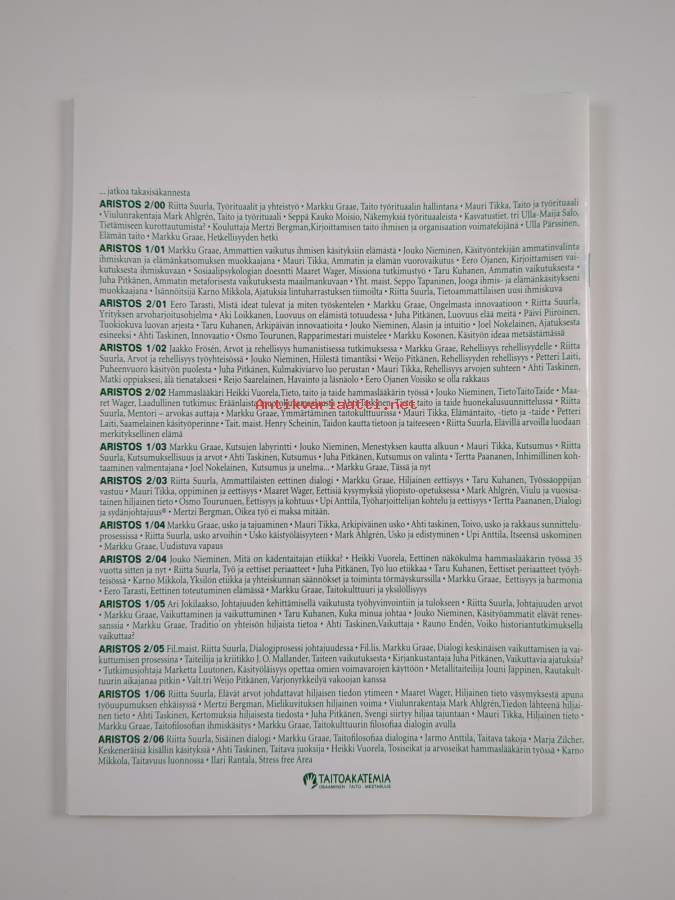 ... jatkoa takasisäkannesta
ARISTOS 2/00 Riitta Suurla, Työrituaalit ja yhteistyö • Markku Graae, Taito työrituaalin hallintana • Mauri Tikka, Taito ja työrituaali
• Viulunrakentaja Mark Ahlgrén, Taito ja työrituaali • Seppä Kauko Moisio, Näkemyksiä työrituaaleista • Kasvatustiet. tri Ulla-Maija Salo,
Tietämiseen kurottautumista? • Kouluttaja Mertzi Bergman,Kirjoittamisen taito ihmisen ja organisaation voimatekijänä • Ulla Pärssinen,
Elämän taito • Markku Graae, Hetkellisyyden hetki
ARISTOS 1/01 Markku Graae, Ammattien vaikutus ihmisen käsityksiin elämästä • Jouko Nieminen, Käsityöntekijän ammatinvalinta
ihmiskuvan ja elämänkatsomuksen muokkaajana • Mauri Tikka, Ammatin ja elämän vuorovaikutus • Eero Ojanen, Kirjoittamisen vai-
kutuksesta ihmiskuvaan • Sosiaalipsykologian dosentti Maaret Wager, Missiona tutkimustyö • Taru Kuhanen, Ammatin vaikutuksesta •
Juha Pitkänen, Ammatin metaforisesta vaikutuksesta maailmankuvaan • Yht. maist. Seppo Tapaninen, Jooga ihmis- ja elämänkäsitykseni
muokkaajana • Isännöitsijä Karno Mikkola, Ajatuksia lintuharrastuksen tiimoilta • Riitta Suurla, Tietoammattilaisen uusi ihmiskuva
ARISTOS 2/01 Eero Tarasti, Mistä ideat tulevat ja miten työskentelen • Markku Graae, Ongelmasta innovaatioon • Riitta Suurla,
Yrityksen arvoharjoitusohjelma • Aki Loikkanen, Luovuus on elämistä totuudessa • Juha Pitkänen, Luovuus elää meitä • Päivi Piiroinen,
Tuokiokuva luovan arjesta • Taru Kuhanen, Arkipäivän innovaatioita • Jouko Nieminen, Alasin ja intuitio • Joel Nokelainen, Ajatuksesta
esineeksi • Ahti Taskinen, Innovaatio • Osmo Tourunen, Rapparimestari muistelee • Markku Kosonen, Käsityön ideaa metsästämässä
ARISTOS 1/02 Jaakko Frösén, Arvot ja rehellisyys humanistisessa tutkimuksessa • Markku Graae, Rehellisyys rehellisyydelle • Riitta
Suurla, Arvot ja rehellisyys työyhteisössä • Jouko Nieminen, Hiilestä timantiksi • Weijo Pitkänen, Rehellisyyden rehellisyys • Petteri Laiti,
Puheenvuoro käsityön puolesta • Juha Pitkänen, Kulmakiviarvo luo perustan • Mauri Tikka, Rehellisyys arvojen suhteen • Ahti Taskinen,
Matki oppiaksesi, älä tienataksesi • Reijo Saarelainen, Havainto ja läsnäolo • Eero Ojanen Voisiko se olla rakkaus
ARISTOS 2/02 Hammaslääkäri Heikki Vuorela,Tieto, taito ja taide hammaslääkärin työssä • Jouko Nieminen, TietoTaitoTaide • Maa-
ret Wager, Laadullinen tutkimus: Eräänlaista • Ahti Taskinen, Tieto, taito ja taide huonekalusuunnittelussa • Riitta
Suurla, Mentori – arvokas auttaja • Markku Graae, Ymmärtäminen taitokulttuurissa • Mauri Tikka, Elämäntaito, -tieto ja -taide • Petteri
Laiti, Saamelainen käsityöperinne • Tait. maist. Henry Scheinin, Taidon kautta tietoon ja taiteeseen • Riitta Suurla, Elävillä arvoilla luodaan
merkityksellinen elämä
Antikvariaatti.net
ARISTOS 1/03 Markku Graae, Kutsujen labyrintti • Jouko Nieminen, Menestyksen kautta alkuun • Mauri Tikka, Kutsumus • Riitta
Suurla, Kutsumuksellisuus ja arvot • Ahti Taskinen, Kutsumus • Juha Pitkänen, Kutsumus on valinta • Tertta Paananen, Inhimillinen koh-
taaminen valmentajana • Joel Nokelainen, Kutsumus ja unelma... • Markku Graae, Tässä ja nyt
ARISTOS 2/03 Riitta Suurla, Ammattilaisten eettinen dialogi • Markku Graae, Hiljainen eettisyys • Taru Kuhanen, Työssäoppijan
vastuu • Mauri Tikka, oppiminen ja eettisyys • Maaret Wager, Eettisiä kysymyksiä yliopisto-opetuksessa • Mark Ahlgrén, Viulu ja vuosisa-
tainen hiljainen tieto • Osmo Tourunuen, Eettisyys ja kohtuus • Upi Anttila, Työharjoittelijan kohtelu ja eettisyys • Tertta Paananen, Dialogi
ja sydänjohtajuus® • Mertzi Bergman, Oikea työ ei maksa mitään.
ARISTOS 1/04 Markku Graae, usko ja tajuaminen • Mauri Tikka, Arkipiväinen usko • Ahti taskinen, Toivo, usko ja rakkaus sunnittelu-
prosessissa • Riitta Suurla, usko arvoihin • Usko käistyöläisyyteen • Mark Ahlgrén, Usko ja edistyminen • Upi Anttila, Itseensä uskominen
• Markku Graae, Uudistuva vapaus
ARISTOS 2/04 Jouko Nieminen, Mitä on kädentaitajan etiikka? • Heikki Vuorela, Eettinen näkökulma hammaslääkärin työssä 35
vuotta sitten ja nyt • Riitta Suurla, Työ ja eettiset periaatteet • Juha Pitkänen, Työ luo etiikkaa • Taru Kuhanen, Eettiset periaatteet työyh-
teisössä • Karno Mikkola, Yksilön etiikka ja yhteiskunnan säännökset ja toiminta törmäyskurssilla • Markku Graae, Eettisyys ja harmonia
• Eero Tarasti, Eettinen toteutuminen elämässä • Markku Graae, Taitokulttuuri ja yksilöllisyys
ARISTOS 1/05 Ari Jokilaakso, Johtajuuden kehittämisellä vaikutusta työhyvinvointiin ja tulokseen • Riitta Suurla, Johtajuuden arvot
• Markku Graae, Vaikuttaminen ja vaikuttuminen • Taru Kuhanen, Kuka minua johtaa • Jouko Nieminen, Käsityöammatit elävät renes-
sanssia • Markku Graae, Traditio on yhteisön hiljaista tietoa • Ahti Taskinen,Vaikuttaja • Rauno Endén, Voiko historiantutkimuksella
vaikuttaa?
ARISTOS 2/05 Fil.maist. Riitta Suurla, Dialogiprosessi johtajuudessa • Fil.lis. Markku Graae, Dialogi keskinäisen vaikuttamisen ja vai-
kuttumisen prosessina • Taiteilija ja kriitikko J. O. Mallander, Taiteen vaikutuksesta • Kirjankustantaja Juha Pitkänen, Vaikuttavia ajatuksia?
• Tutkimusjohtaja Marketta Luutonen, Käsityöläisyys opettaa omien voimavarojen käyttöön • Metallitaiteilija Jouni Jäppinen, Rautakult-
tuurin aikajanaa pitkin • Valt.tri Weijo Pitkänen, Varjonyrkkeilyä vakoojan kanssa
ARISTOS 1/06 Riitta Suurla, Elävät arvot johdattavat hiljaisen tiedon ytimeen • Maaret Wager, Hiljainen tieto väsymyksestä apuna
työuupumuksen ehkäisyssä • Mertzi Bergman, Mielikuvituksen hiljainen voima • Viulunrakentaja Mark Ahlgrén,Tiedon lähteenä hiljai-
nen tieto • Ahti Taskinen, Kertomuksia hiljaisesta tiedosta • Juha Pitkänen, Svengi siirtyy hiljaa tajuntaan • Mauri Tikka, Hiljainen tieto •
Markku Graae, Taitofilosofian ihmiskäsitys • Markku Graae, Taitokulttuurin filosofiaa dialogin avulla
ARISTOS 2/06 Riitta Suurla, Sisäinen dialogi • Markku Graae, Taitofilosofiaa dialogina • Jarmo Anttila, Taitava takoja • Marja Zilcher,
Keskeneräisiä kisällin käsityksiä • Ahti Taskinen, Taitava juoksija • Heikki Vuorela, Tosiseikat ja arvoseikat hammaslääkärin työssä • Karno
Mikkola, Taitavuus luonnossa • Ilari Rantala, Stress free Area
TAITOAKATEMIA
OSAAMINEN TAITO MESTARUUS